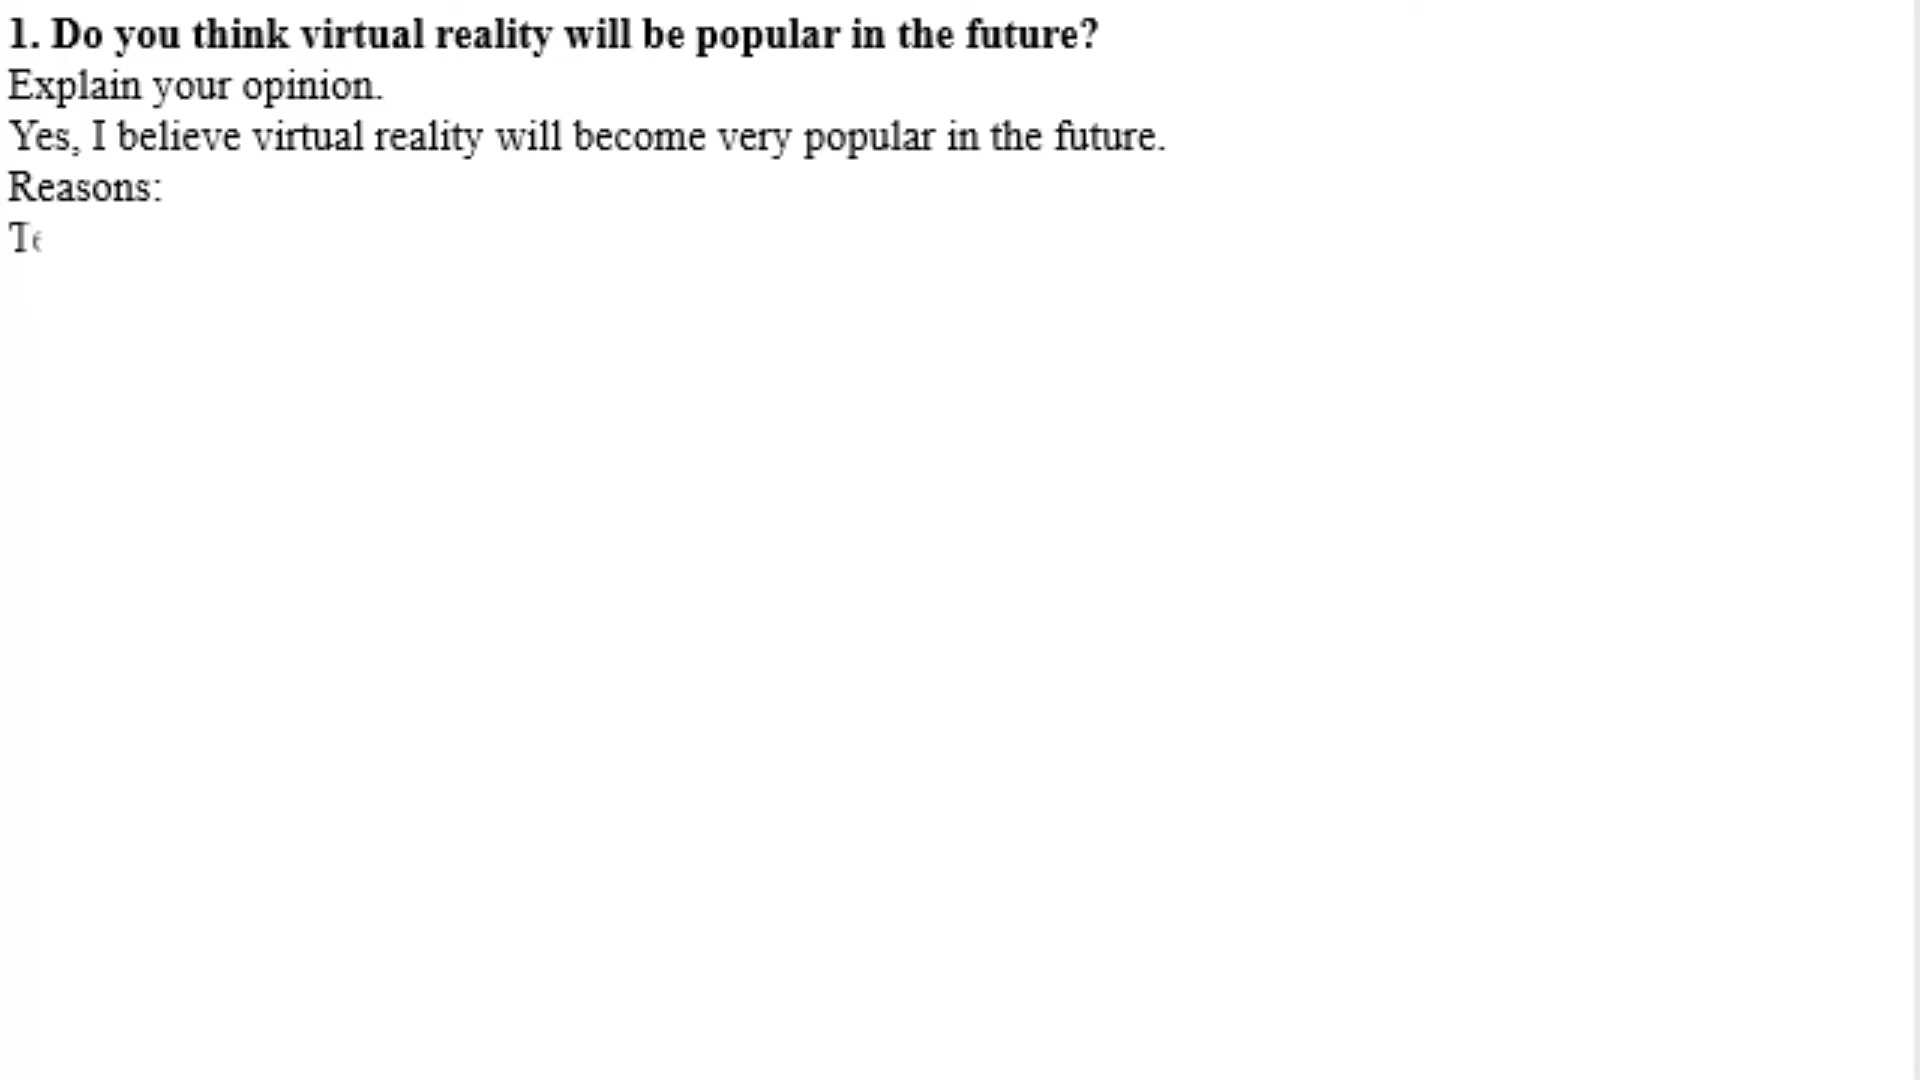 1. Do you think virtual reality will be popular in the future?
Explain your opinion.
Yes, I believe virtual reality will become very popular in the future.
Reasons: